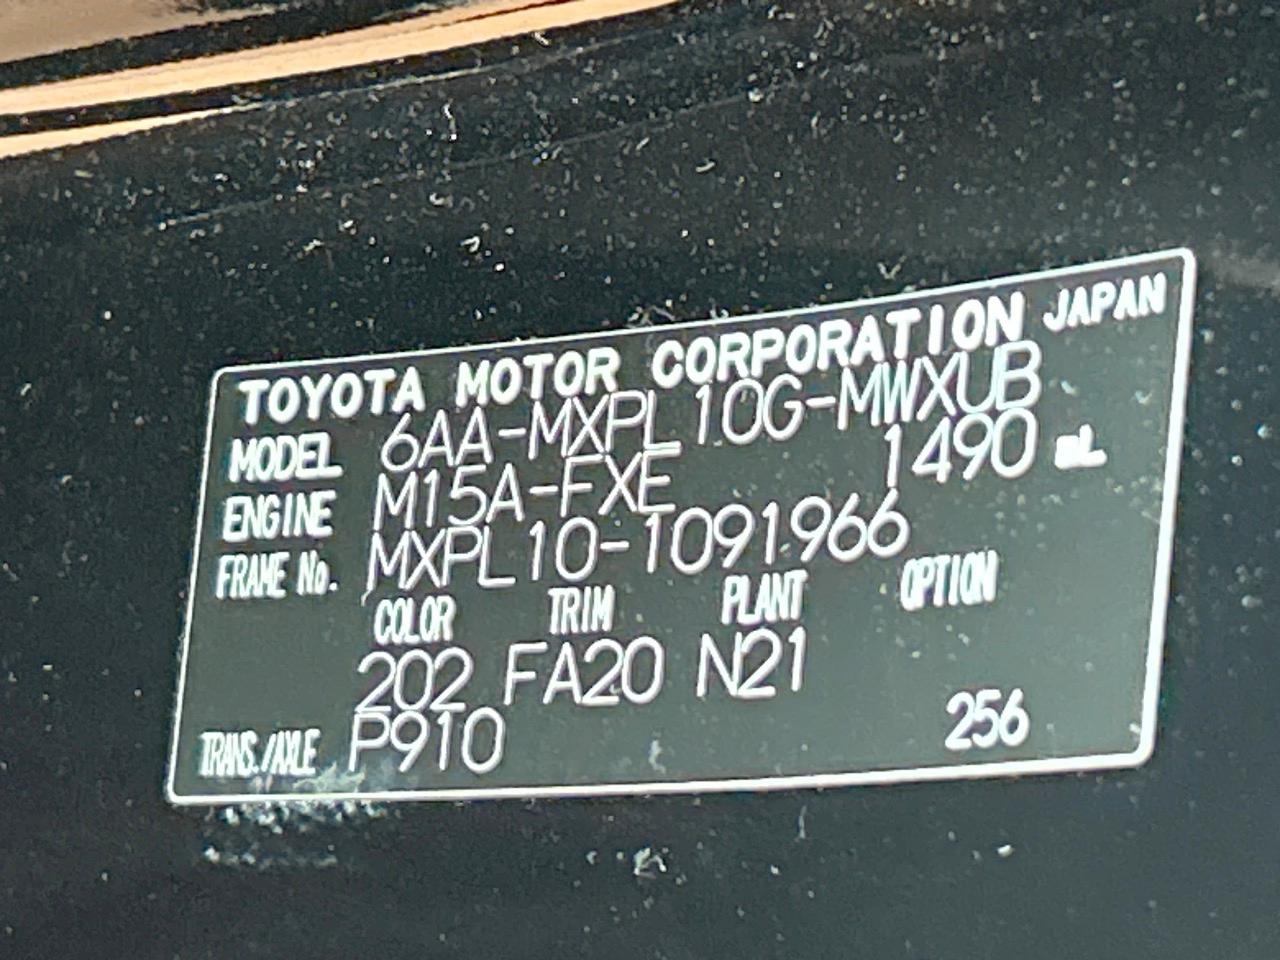 TOYOTA MOTOR CORPORATION JAPAN
MODEL 6AA-MXPL10G-MWXUB
ENGINE M15A-FXE 1490 mL
FRAME No. MXPL10-1091966
COLOR TRIM PLANT OPTION
202 FA20 N21
TRANS./AXLE P910 256